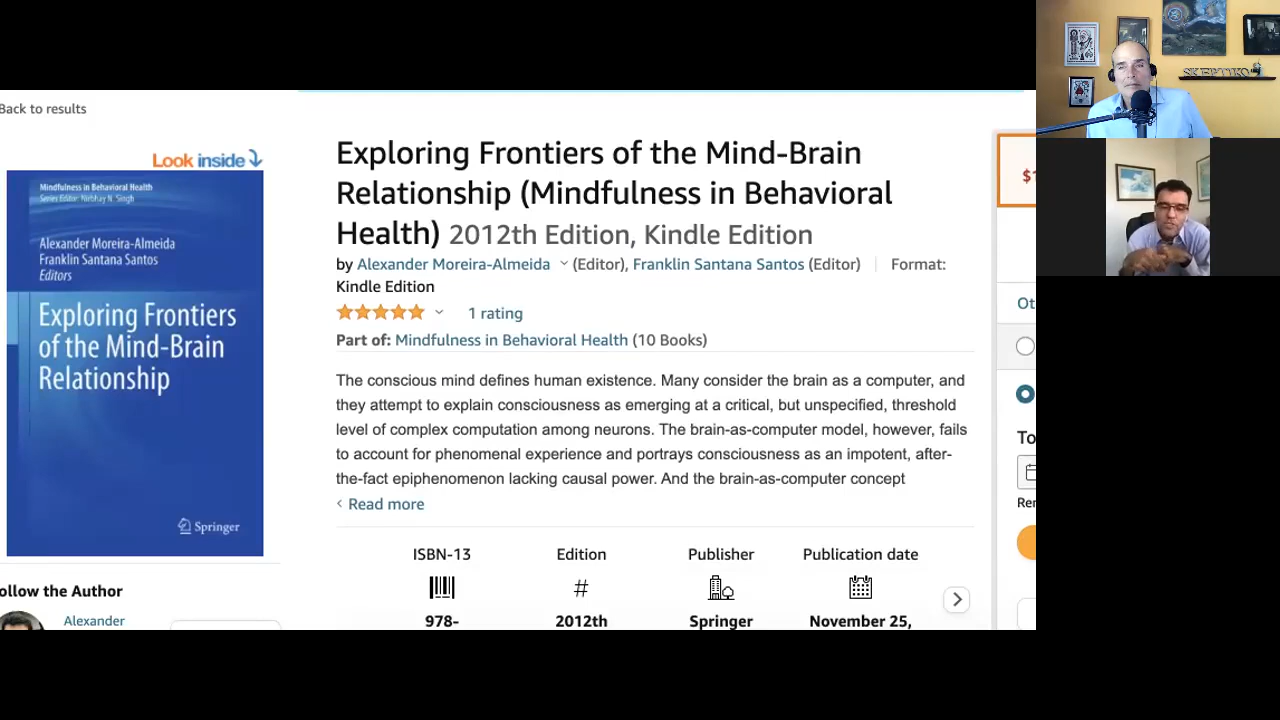 SKEPTIKO
Back to results
Look inside
Mindfulness in Behavioral Health
Series Editor: Nirbhay N. Singh
Alexander Moreira-Almeida
Franklin Santana Santos
Editors
Exploring Frontiers
of the Mind-Brain
Relationship
Springer
ollow the Author
Alexander
Exploring Frontiers of the Mind-Brain
Relationship (Mindfulness in Behavioral
Health) 2012th Edition, Kindle Edition
by Alexander Moreira-Almeida (Editor), Franklin Santana Santos (Editor) Format:
Kindle Edition
1 rating
Part of: Mindfulness in Behavioral Health (10 Books)
The conscious mind defines human existence. Many consider the brain as a computer, and
they attempt to explain consciousness as emerging at a critical, but unspecified, threshold
level of complex computation among neurons. The brain-as-computer model, however, fails
to account for phenomenal experience and portrays consciousness as an impotent, after-
the-fact epiphenomenon lacking causal power. And the brain-as-computer concept
Read more
ISBN-13 Edition Publisher Publication date
#
978- 2012th Springer November 25,
$
Ot
To
Rer